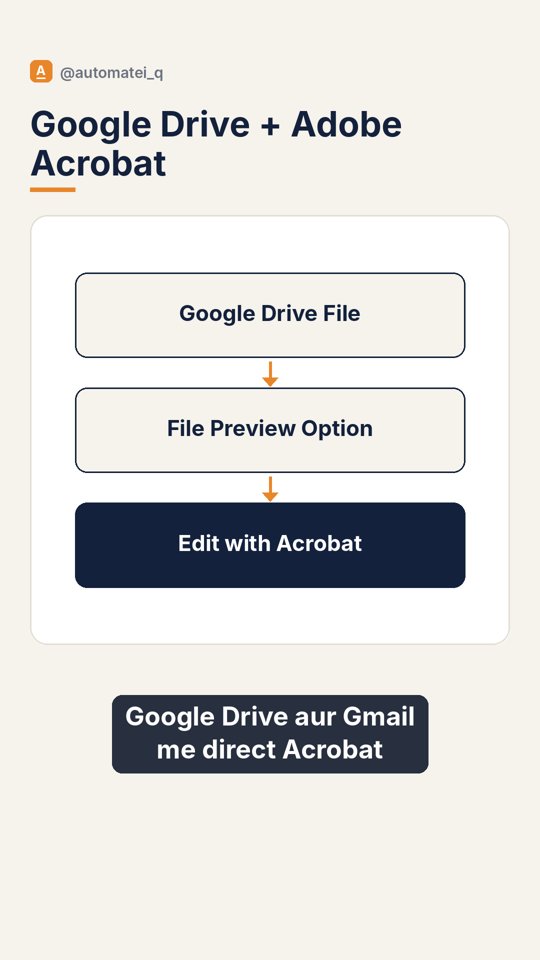 A @automatei_q
Google Drive + Adobe
Acrobat
Google Drive File
File Preview Option
Edit with Acrobat
Google Drive aur Gmail
me direct Acrobat